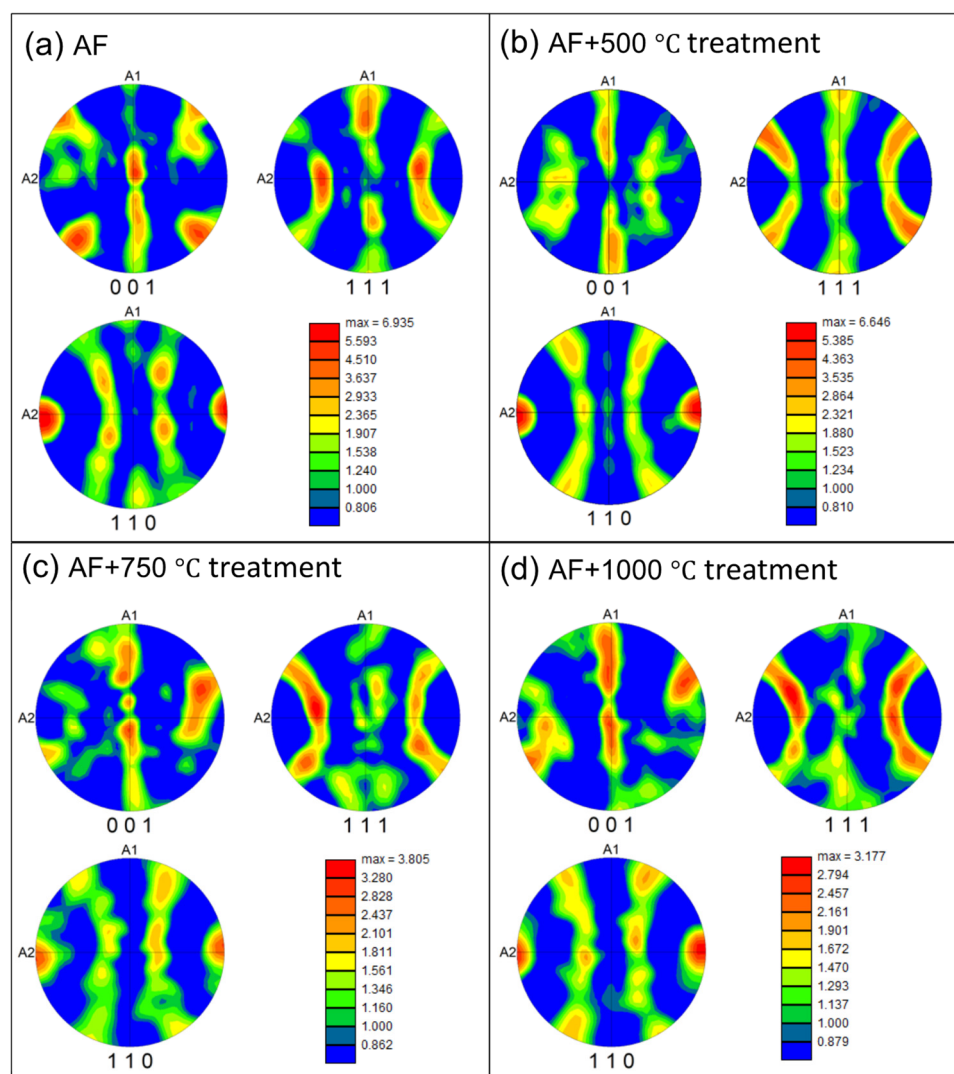 (a) AF
A1
A2
0 0 1
A1
1 1 1
A1
A2
1 1 0
max = 6.935
5.593
4.510
3.637
2.933
2.365
1.907
1.538
1.240
1.000
0.806
(b) AF+500 °C treatment
A1
A2
0 0 1
A1
1 1 1
A1
A2
1 1 0
max = 6.646
5.385
4.363
3.535
2.864
2.321
1.880
1.523
1.234
1.000
0.810
(c) AF+750 °C treatment
A1
A2
0 0 1
A1
A2
1 1 1
A1
A2
1 1 0
max = 3.805
3.280
2.828
2.437
2.101
1.811
1.561
1.346
1.160
1.000
0.862
(d) AF+1000 °C treatment
A1
A2
0 0 1
A1
A2
1 1 1
A1
A2
1 1 0
max = 3.177
2.794
2.457
2.161
1.901
1.672
1.470
1.293
1.137
1.000
0.879